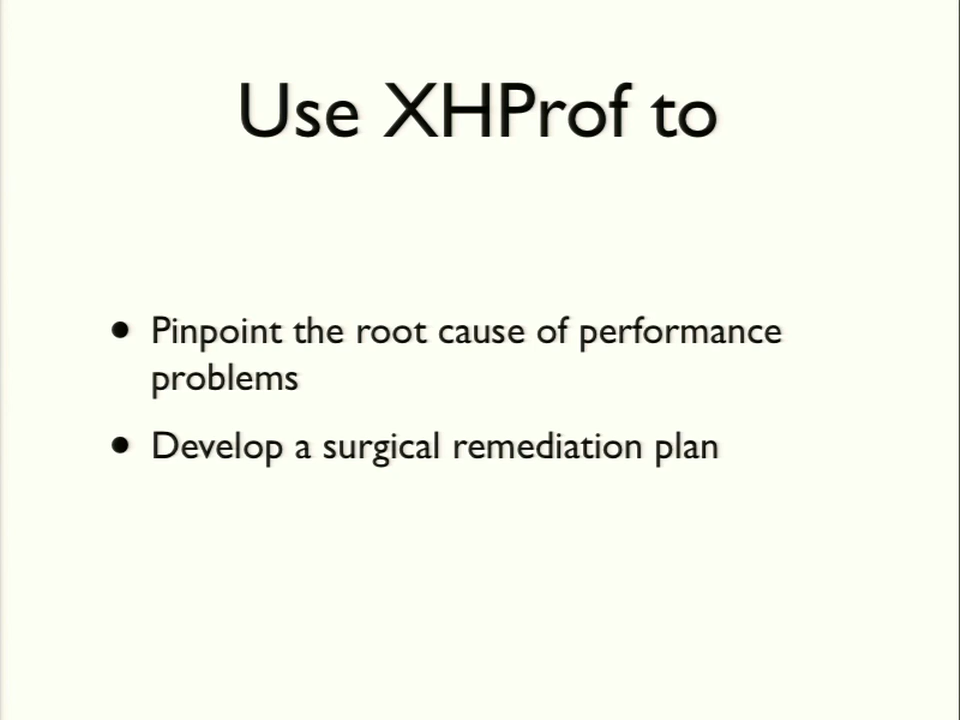 Use XHProf to
• Pinpoint the root cause of performance
problems
• Develop a surgical remediation plan